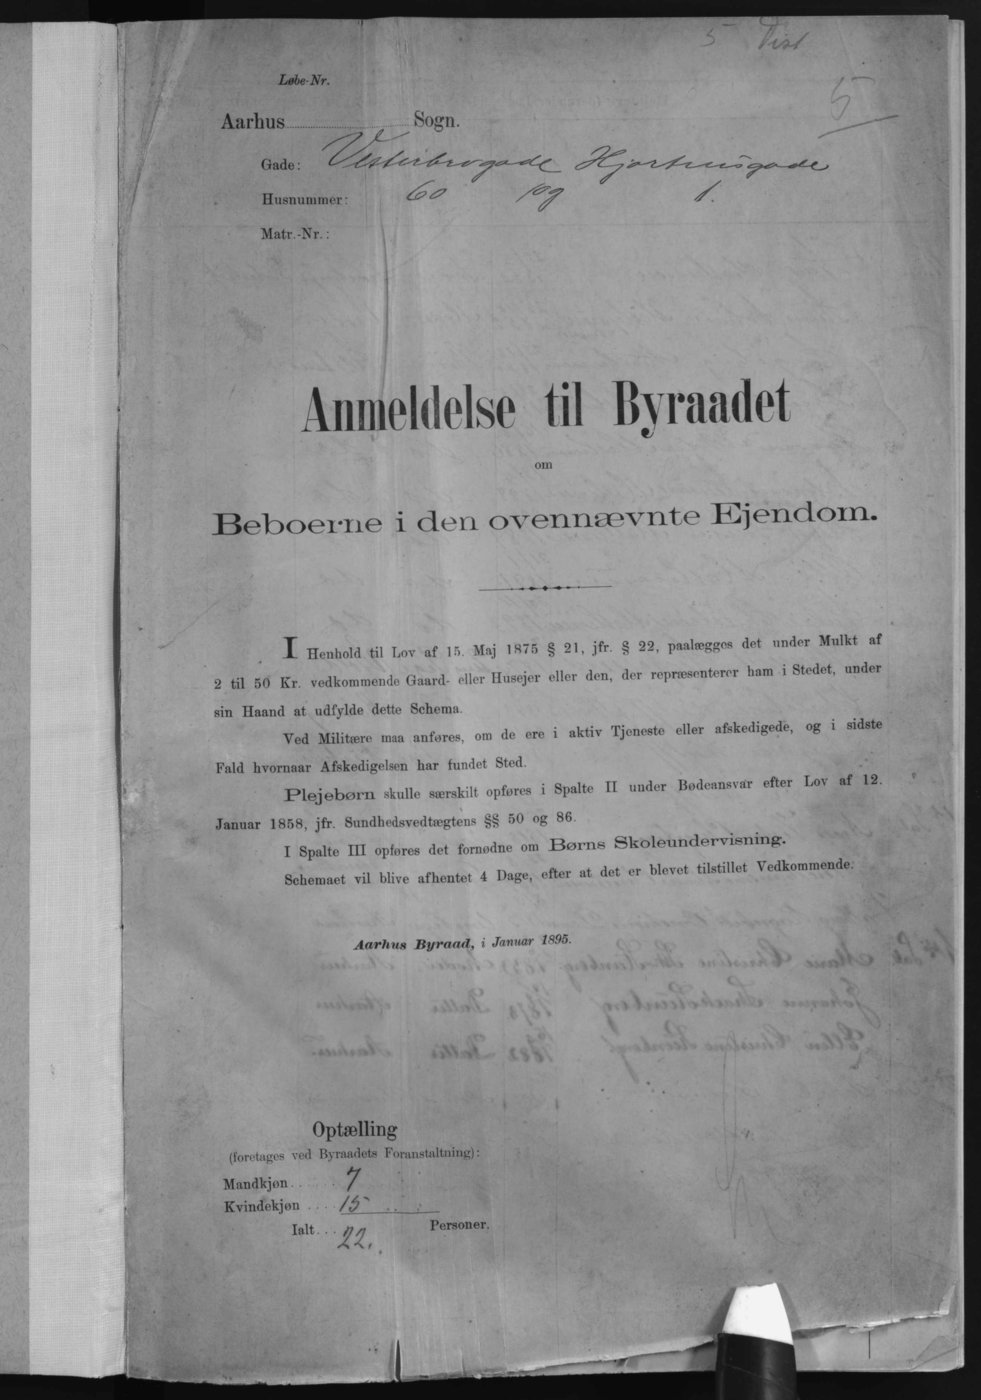 5 Dist
Løbe-Nr.
5
Aarhus Sogn.
Gade: Vesterbrogade Hjortensgade
Husnummer: 60 og 1.
Matr.-Nr.:
Anmeldelse til Byraadet
om
Beboerne i den ovennævnte Ejendom.
I Henhold til Lov af 15. Maj 1875 § 21, jfr. § 22, paalægges det under Mulkt af
2 til 50 Kr. vedkommende Gaard- eller Husejer eller den, der repræsenterer ham i Stedet, under
sin Haand at udfylde dette Schema.
Ved Militære maa anføres, om de ere i aktiv Tjeneste eller afskedigede, og i sidste
Fald hvornaar Afskedigelsen har fundet Sted.
Plejebørn skulle særskilt opføres i Spalte II under Bødeansvar efter Lov af 12.
Januar 1858, jfr. Sundhedsvedtægtens §§ 50 og 86.
I Spalte III opføres det fornødne om Børns Skoleundervisning.
Schemaet vil blive afhentet 4 Dage, efter at det er blevet tilstillet Vedkommende.
Aarhus Byraad, i Januar 1895.
Optælling
(foretages ved Byraadets Foranstaltning):
Mandkjøn 7
Kvindekjøn 15
Ialt 22. Personer.